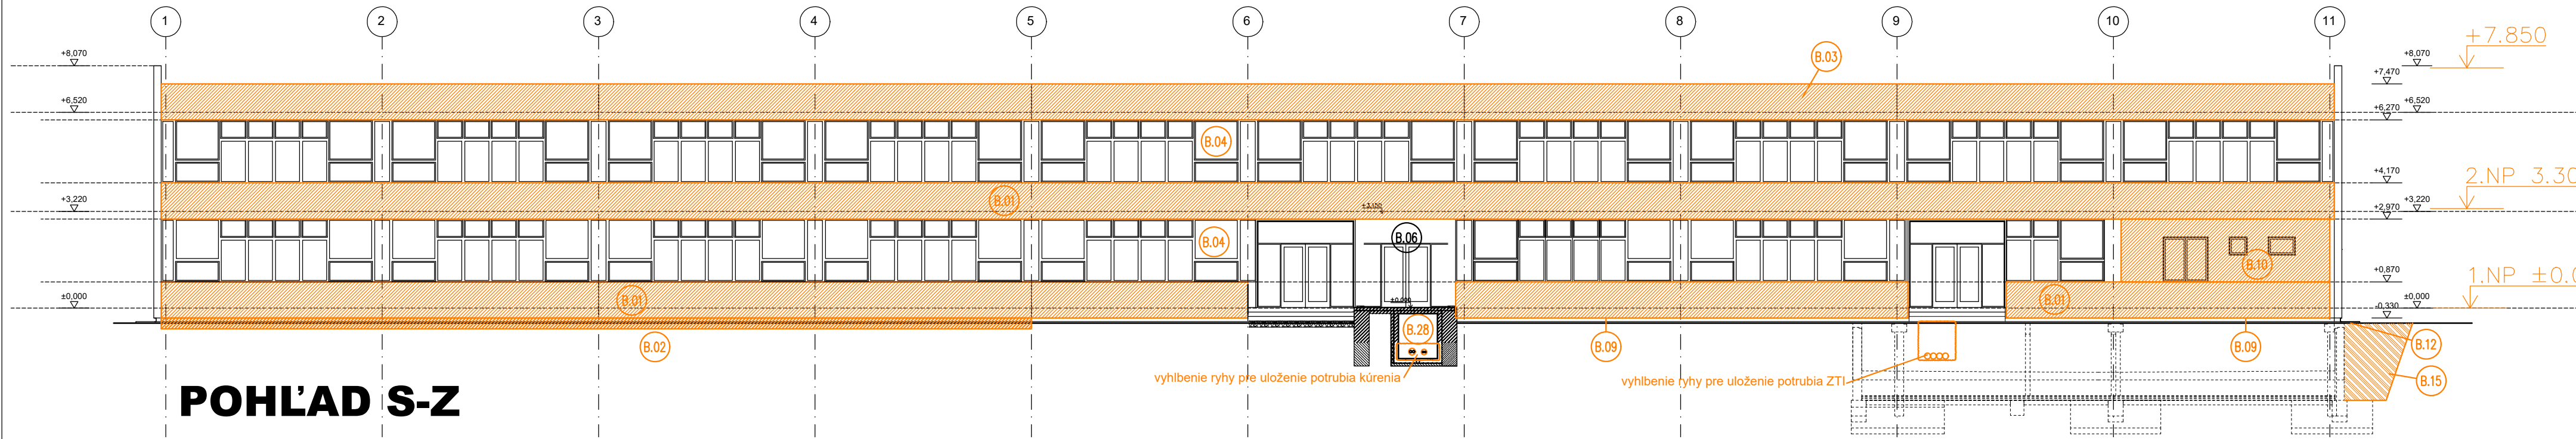 1 2 3 4 5 6 7 8 9 10 11
+7.850
+8,070
+8,070
B.03
+7,470
+6,520
+6,270
+6,520
B.04
+4,170
2.NP 3.30
B.01
+3,220
+2,970
+3,220
B.04
B.06
B.10
+0,870
1.NP ±0.0
±0,000
B.01
±0,000
B.01
-0,330
±0,000
B.28
B.02
B.09
B.09
B.12
vyhlbenie ryhy pre uloženie potrubia kúrenia
vyhlbenie ryhy pre uloženie potrubia ZTI
B.15
POHĽAD S-Z